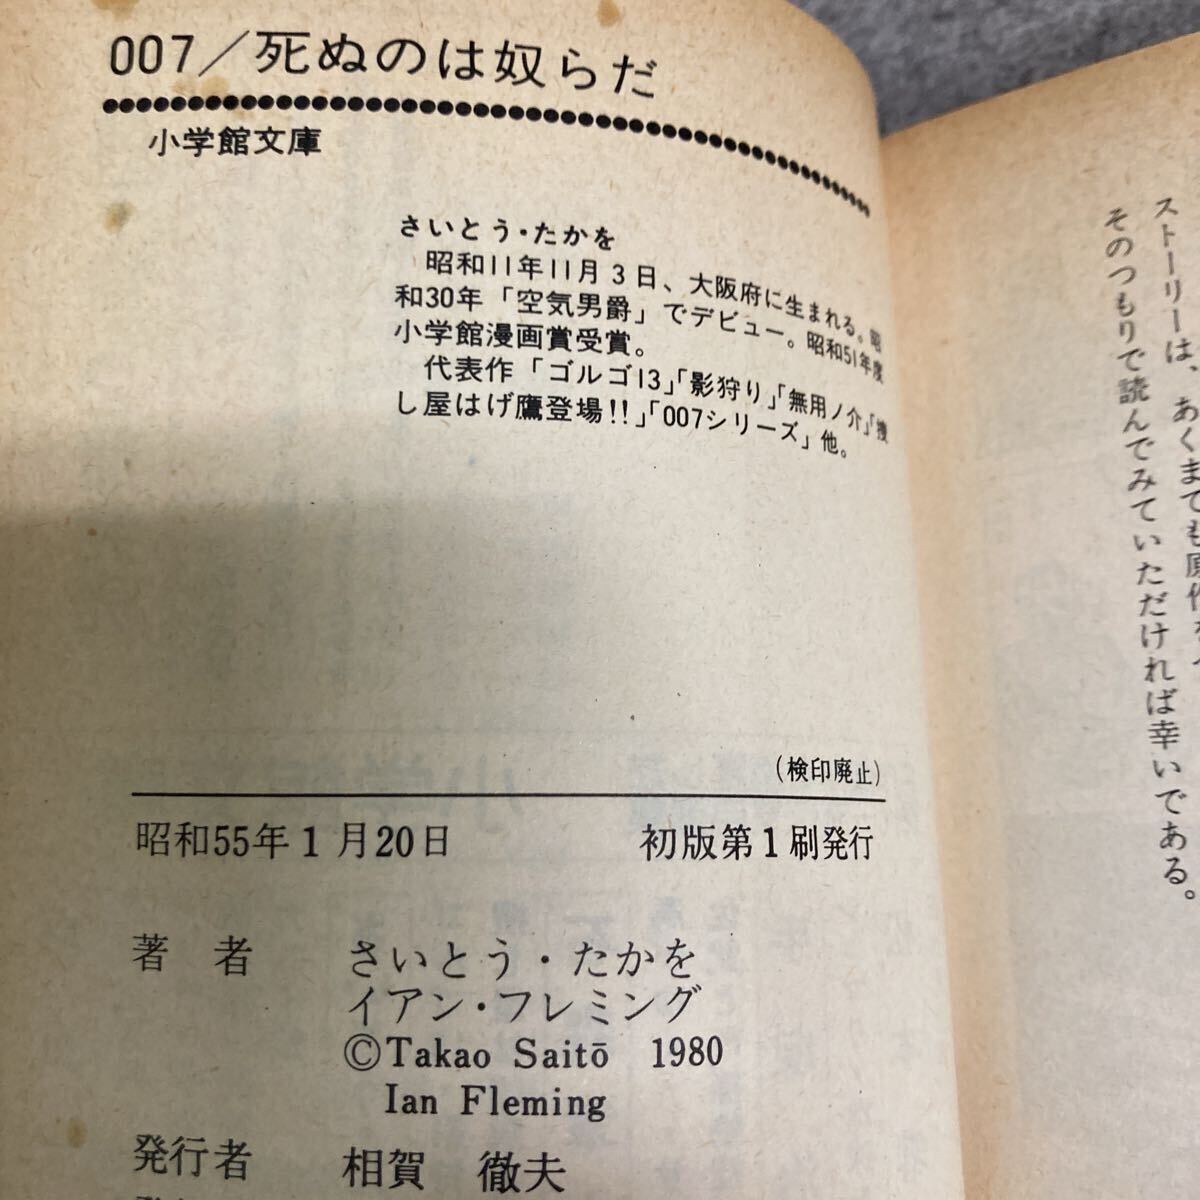 007／死ぬのは奴らだ
小学館文庫
さいとう・たかを
昭和11年11月3日、大阪府に生まれる。昭
和30年「空気男爵」でデビュー。昭和51年度
小学館漫画賞受賞。
代表作「ゴルゴ13」「影狩り」「無用ノ介」「捜
し屋はげ鷹登場!!」「007シリーズ」他。
(検印廃止)
昭和55年1月20日 初版第1刷発行
著 者 さいとう・たかを
イアン・フレミング
©Takao Saitō 1980
Ian Fleming
発行者 相賀 徹夫
ストーリーは、あくまでも原作
そのつもりで読んでみていただければ幸いである。